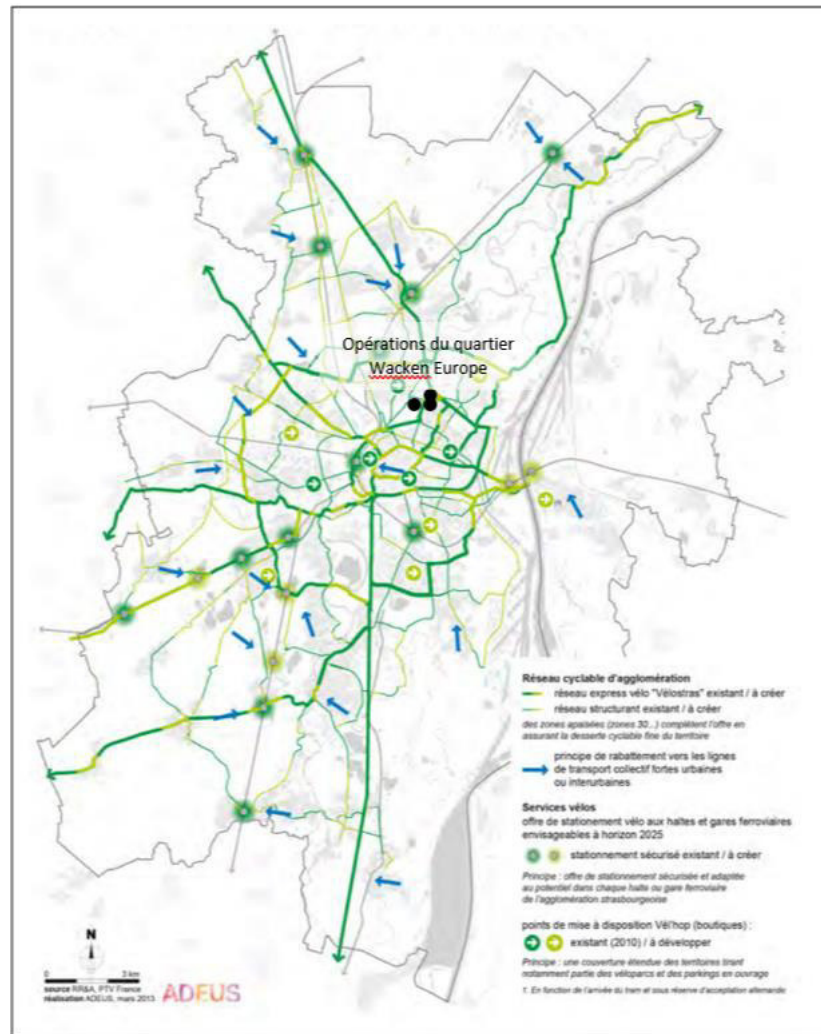 Opérations du quartier
Wacken Europe
Réseau cyclable d'agglomération
réseau express vélo "Vélostras" existant / à créer
réseau structurant existant / à créer
des zones apaisées (zones 30...) complètent l'offre en
assurant la desserte cyclable fine du territoire
principe de rabattement vers les lignes
de transport collectif fortes urbaines
ou interurbaines
Services vélos
offre de stationnement vélo aux haltes et gares ferroviaires
envisageables à horizon 2025
stationnement sécurisé existant / à créer
Principe : offre de stationnement sécurisée et adaptée
au potentiel dans chaque halte ou gare ferroviaire
de l'agglomération strasbourgeoise
points de mise à disposition Vél'hop (boutiques) :
existant (2010) / à développer
Principe : une couverture étendue des territoires tirant
notamment partie des véloparcs et des parkings en ouvrage
1. En fonction de l'arrivée du tram et sous réserve d'acceptation allemande
N
0 3 km
source RR&A, PTV France
réalisation ADEUS, mars 2013
ADEUS